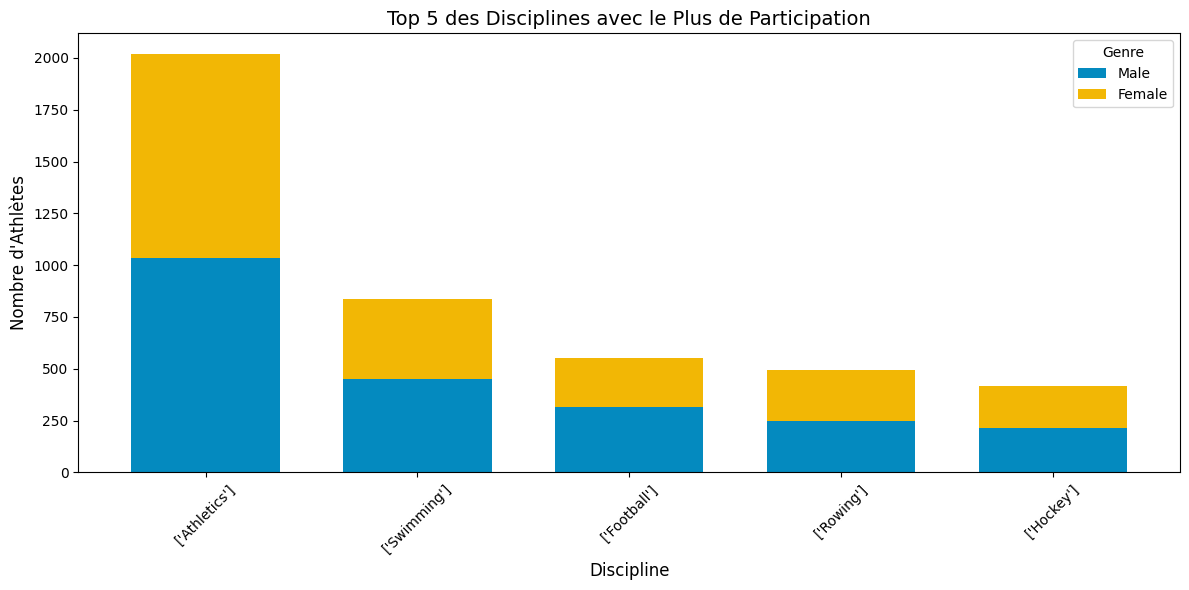 Top 5 des Disciplines avec le Plus de Participation
Genre
Male
Female
Nombre d'Athlètes
2000
1750
1500
1250
1000
750
500
250
0
['Athletics']
['Swimming']
['Football']
['Rowing']
['Hockey']
Discipline